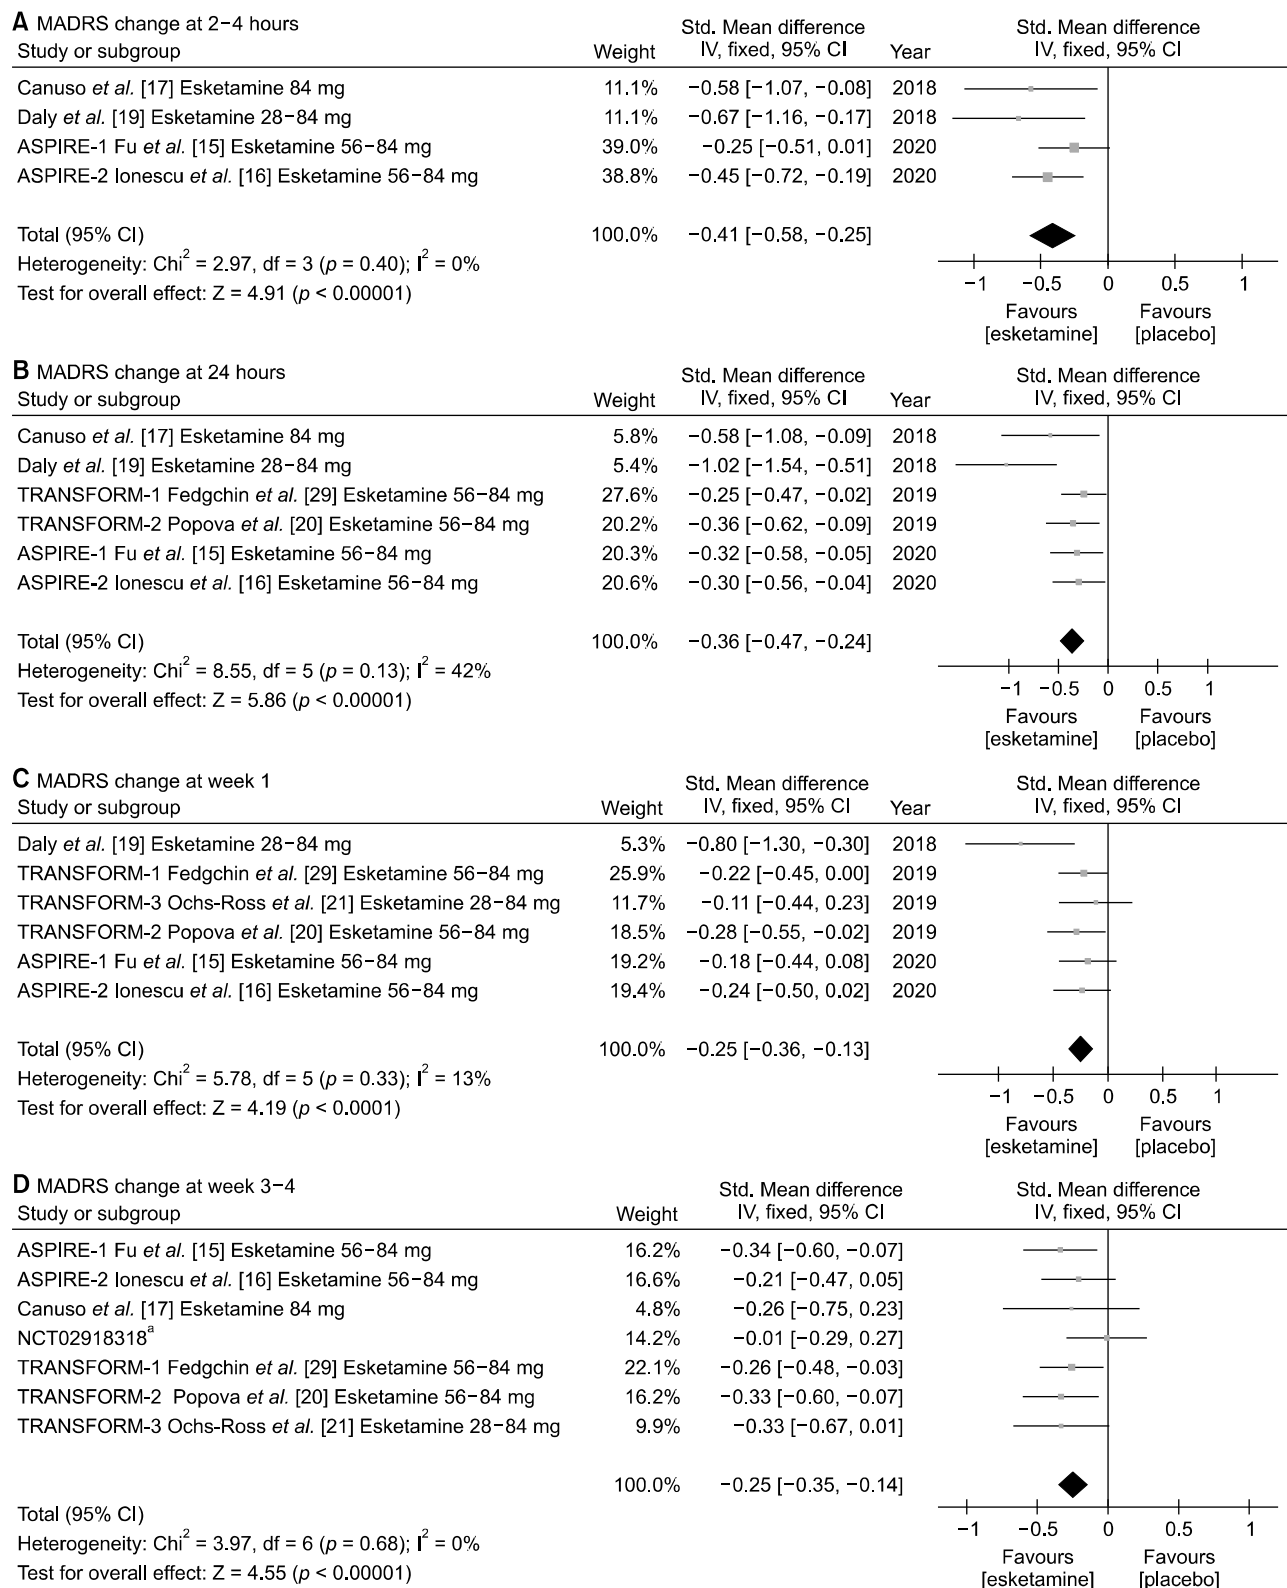 A MADRS change at 2−4 hours
Std. Mean difference Std. Mean difference
Study or subgroup Weight IV, fixed, 95% CI Year IV, fixed, 95% CI
Canuso et al. [17] Esketamine 84 mg 11.1% −0.58 [−1.07, −0.08] 2018
Daly et al. [19] Esketamine 28−84 mg 11.1% −0.67 [−1.16, −0.17] 2018
ASPIRE-1 Fu et al. [15] Esketamine 56−84 mg 39.0% −0.25 [−0.51, 0.01] 2020
ASPIRE-2 Ionescu et al. [16] Esketamine 56−84 mg 38.8% −0.45 [−0.72, −0.19] 2020
Total (95% CI) 100.0% −0.41 [−0.58, −0.25]
Heterogeneity: Chi² = 2.97, df = 3 (p = 0.40); I² = 0%
Test for overall effect: Z = 4.91 (p < 0.00001)
−1 −0.5 0 0.5 1
Favours Favours
[esketamine] [placebo]
B MADRS change at 24 hours
Std. Mean difference Std. Mean difference
Study or subgroup Weight IV, fixed, 95% CI Year IV, fixed, 95% CI
Canuso et al. [17] Esketamine 84 mg 5.8% −0.58 [−1.08, −0.09] 2018
Daly et al. [19] Esketamine 28−84 mg 5.4% −1.02 [−1.54, −0.51] 2018
TRANSFORM-1 Fedgchin et al. [29] Esketamine 56−84 mg 27.6% −0.25 [−0.47, −0.02] 2019
TRANSFORM-2 Popova et al. [20] Esketamine 56−84 mg 20.2% −0.36 [−0.62, −0.09] 2019
ASPIRE-1 Fu et al. [15] Esketamine 56−84 mg 20.3% −0.32 [−0.58, −0.05] 2020
ASPIRE-2 Ionescu et al. [16] Esketamine 56−84 mg 20.6% −0.30 [−0.56, −0.04] 2020
Total (95% CI) 100.0% −0.36 [−0.47, −0.24]
Heterogeneity: Chi² = 8.55, df = 5 (p = 0.13); I² = 42%
Test for overall effect: Z = 5.86 (p < 0.00001)
−1 −0.5 0 0.5 1
Favours Favours
[esketamine] [placebo]
C MADRS change at week 1
Std. Mean difference Std. Mean difference
Study or subgroup Weight IV, fixed, 95% CI Year IV, fixed, 95% CI
Daly et al. [19] Esketamine 28−84 mg 5.3% −0.80 [−1.30, −0.30] 2018
TRANSFORM-1 Fedgchin et al. [29] Esketamine 56−84 mg 25.9% −0.22 [−0.45, 0.00] 2019
TRANSFORM-3 Ochs-Ross et al. [21] Esketamine 28−84 mg 11.7% −0.11 [−0.44, 0.23] 2019
TRANSFORM-2 Popova et al. [20] Esketamine 56−84 mg 18.5% −0.28 [−0.55, −0.02] 2019
ASPIRE-1 Fu et al. [15] Esketamine 56−84 mg 19.2% −0.18 [−0.44, 0.08] 2020
ASPIRE-2 Ionescu et al. [16] Esketamine 56−84 mg 19.4% −0.24 [−0.50, 0.02] 2020
Total (95% CI) 100.0% −0.25 [−0.36, −0.13]
Heterogeneity: Chi² = 5.78, df = 5 (p = 0.33); I² = 13%
Test for overall effect: Z = 4.19 (p < 0.0001)
−1 −0.5 0 0.5 1
Favours Favours
[esketamine] [placebo]
D MADRS change at week 3−4
Std. Mean difference Std. Mean difference
Study or subgroup Weight IV, fixed, 95% CI IV, fixed, 95% CI
ASPIRE-1 Fu et al. [15] Esketamine 56−84 mg 16.2% −0.34 [−0.60, −0.07]
ASPIRE-2 Ionescu et al. [16] Esketamine 56−84 mg 16.6% −0.21 [−0.47, 0.05]
Canuso et al. [17] Esketamine 84 mg 4.8% −0.26 [−0.75, 0.23]
NCT02918318ᵃ 14.2% −0.01 [−0.29, 0.27]
TRANSFORM-1 Fedgchin et al. [29] Esketamine 56−84 mg 22.1% −0.26 [−0.48, −0.03]
TRANSFORM-2 Popova et al. [20] Esketamine 56−84 mg 16.2% −0.33 [−0.60, −0.07]
TRANSFORM-3 Ochs-Ross et al. [21] Esketamine 28−84 mg 9.9% −0.33 [−0.67, 0.01]
100.0% −0.25 [−0.35, −0.14]
Total (95% CI)
Heterogeneity: Chi² = 3.97, df = 6 (p = 0.68); I² = 0%
Test for overall effect: Z = 4.55 (p < 0.00001)
−1 −0.5 0 0.5 1
Favours Favours
[esketamine] [placebo]